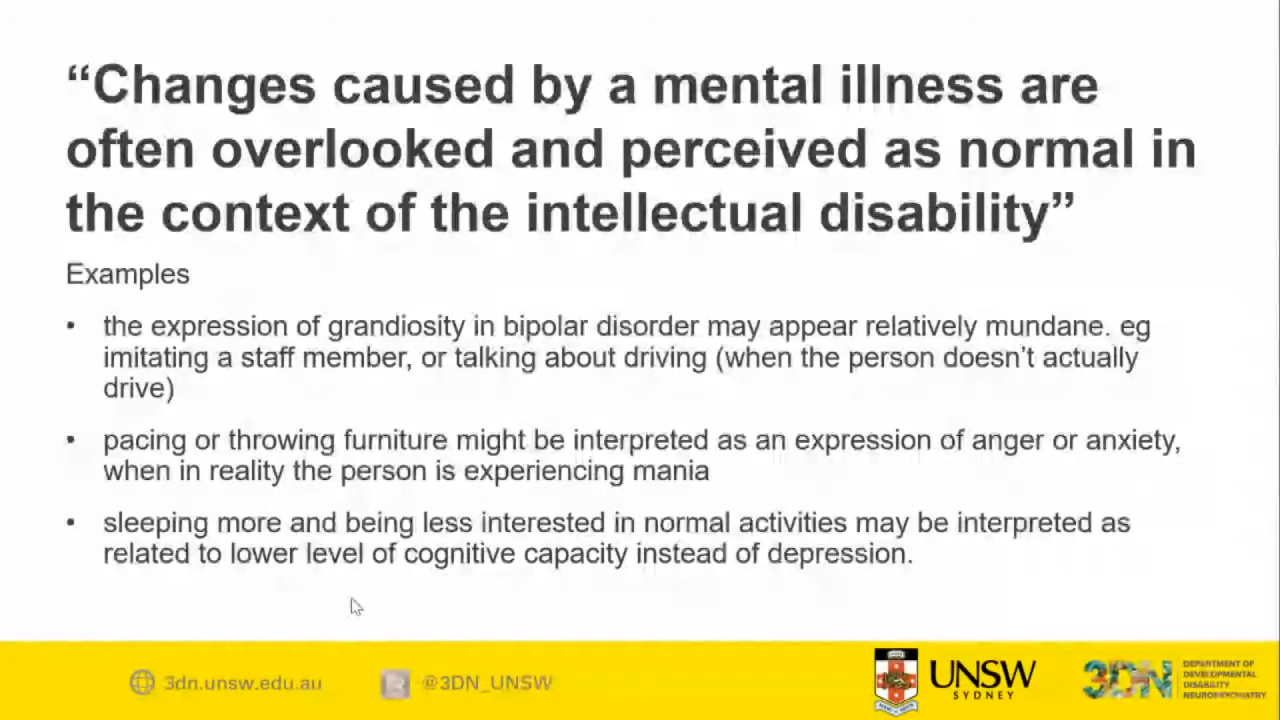 “Changes caused by a mental illness are
often overlooked and perceived as normal in
the context of the intellectual disability”
Examples
• the expression of grandiosity in bipolar disorder may appear relatively mundane. eg
imitating a staff member, or talking about driving (when the person doesn’t actually
drive)
• pacing or throwing furniture might be interpreted as an expression of anger or anxiety,
when in reality the person is experiencing mania
• sleeping more and being less interested in normal activities may be interpreted as
related to lower level of cognitive capacity instead of depression.
3dn.unsw.edu.au
@3DN_UNSW
UNSW
SYDNEY
3DN
DEPARTMENT OF
DEVELOPMENTAL
DISABILITY
NEUROPSYCHIATRY